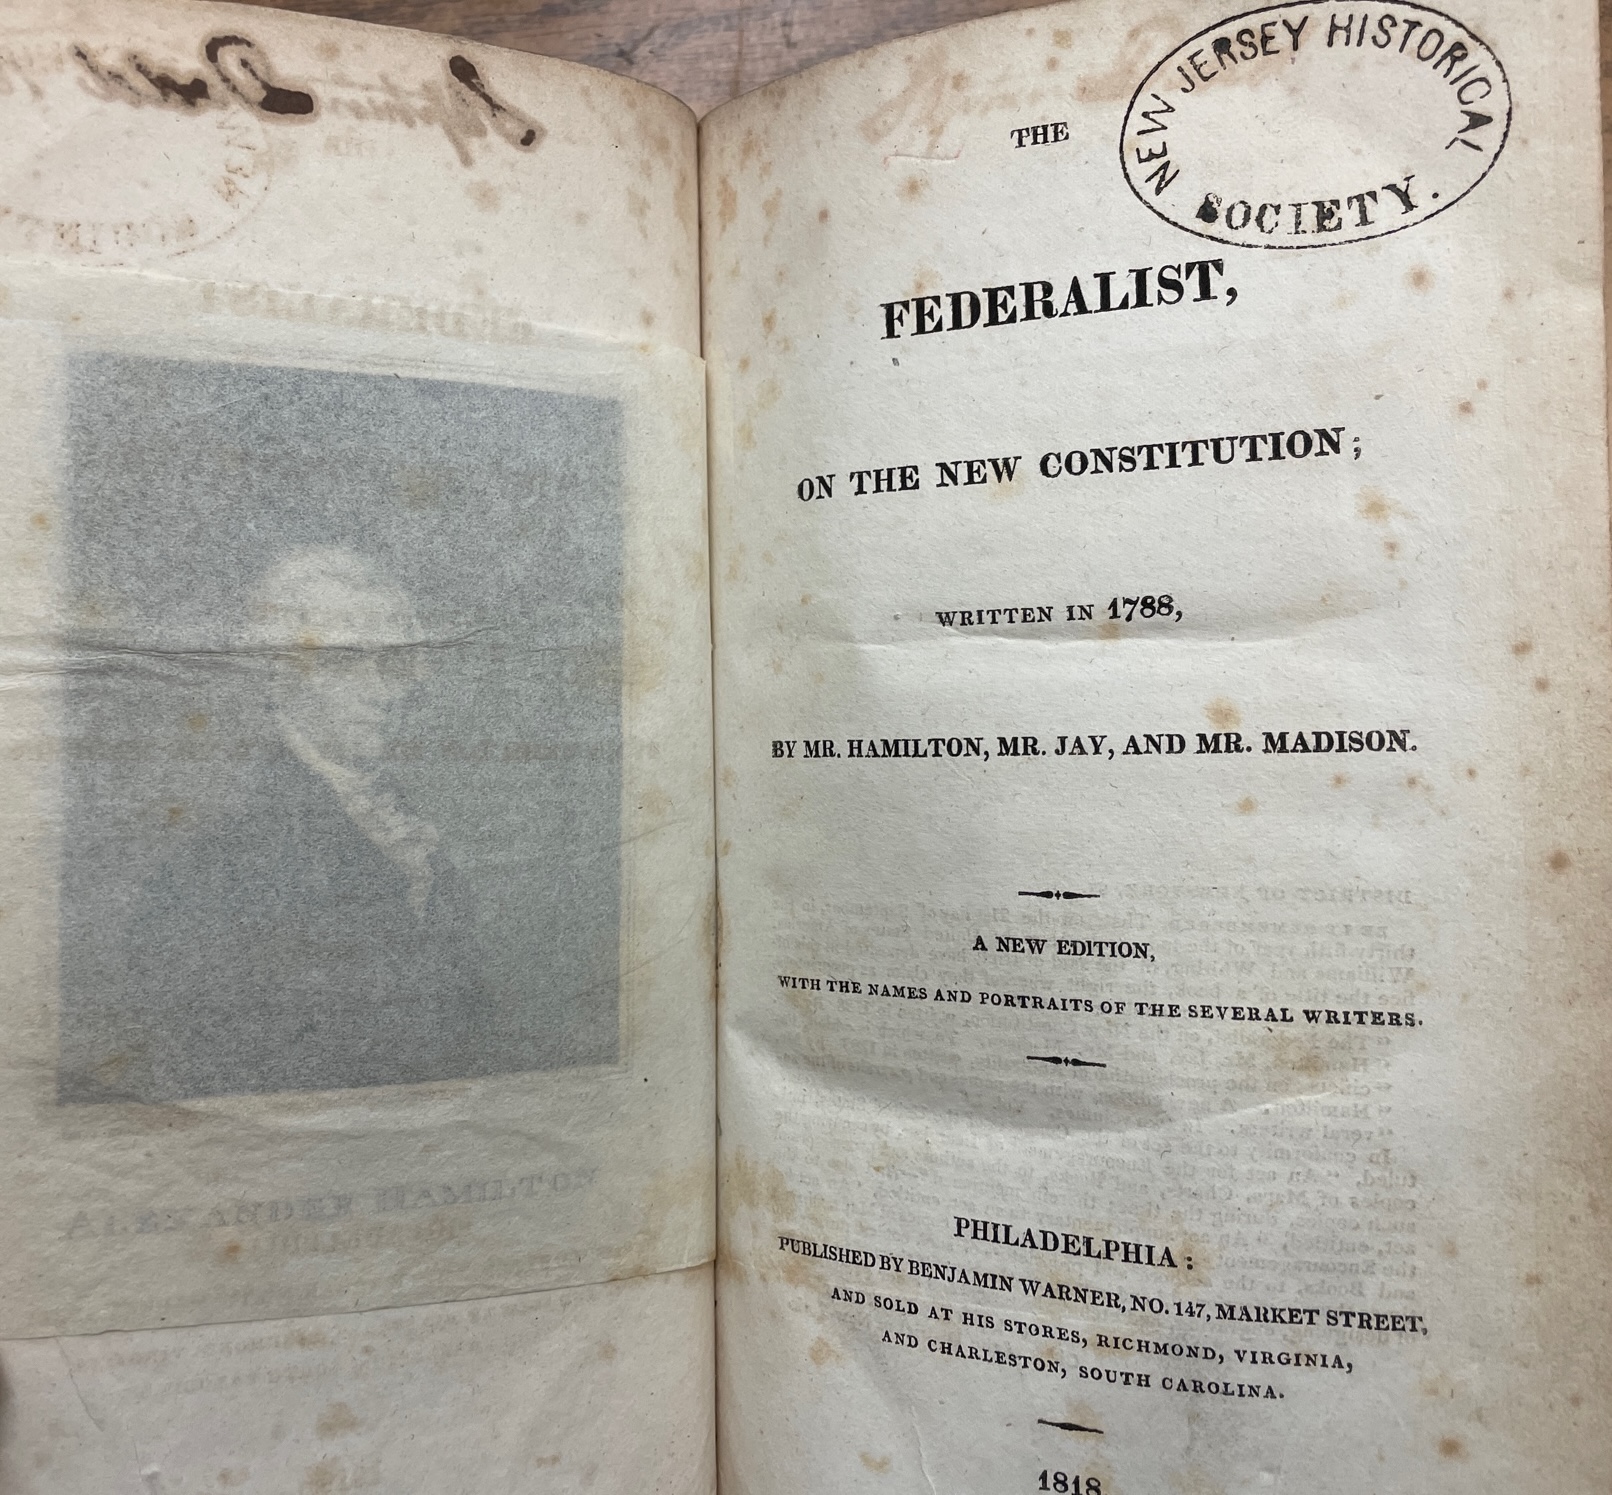 NEW JERSEY HISTORICAL
SOCIETY.
THE
FEDERALIST,
ON THE NEW CONSTITUTION;
WRITTEN IN 1788,
BY MR. HAMILTON, MR. JAY, AND MR. MADISON.
A NEW EDITION,
WITH THE NAMES AND PORTRAITS OF THE SEVERAL WRITERS.
PHILADELPHIA:
PUBLISHED BY BENJAMIN WARNER, NO. 147, MARKET STREET,
AND SOLD AT HIS STORES, RICHMOND, VIRGINIA,
AND CHARLESTON, SOUTH CAROLINA.
1818